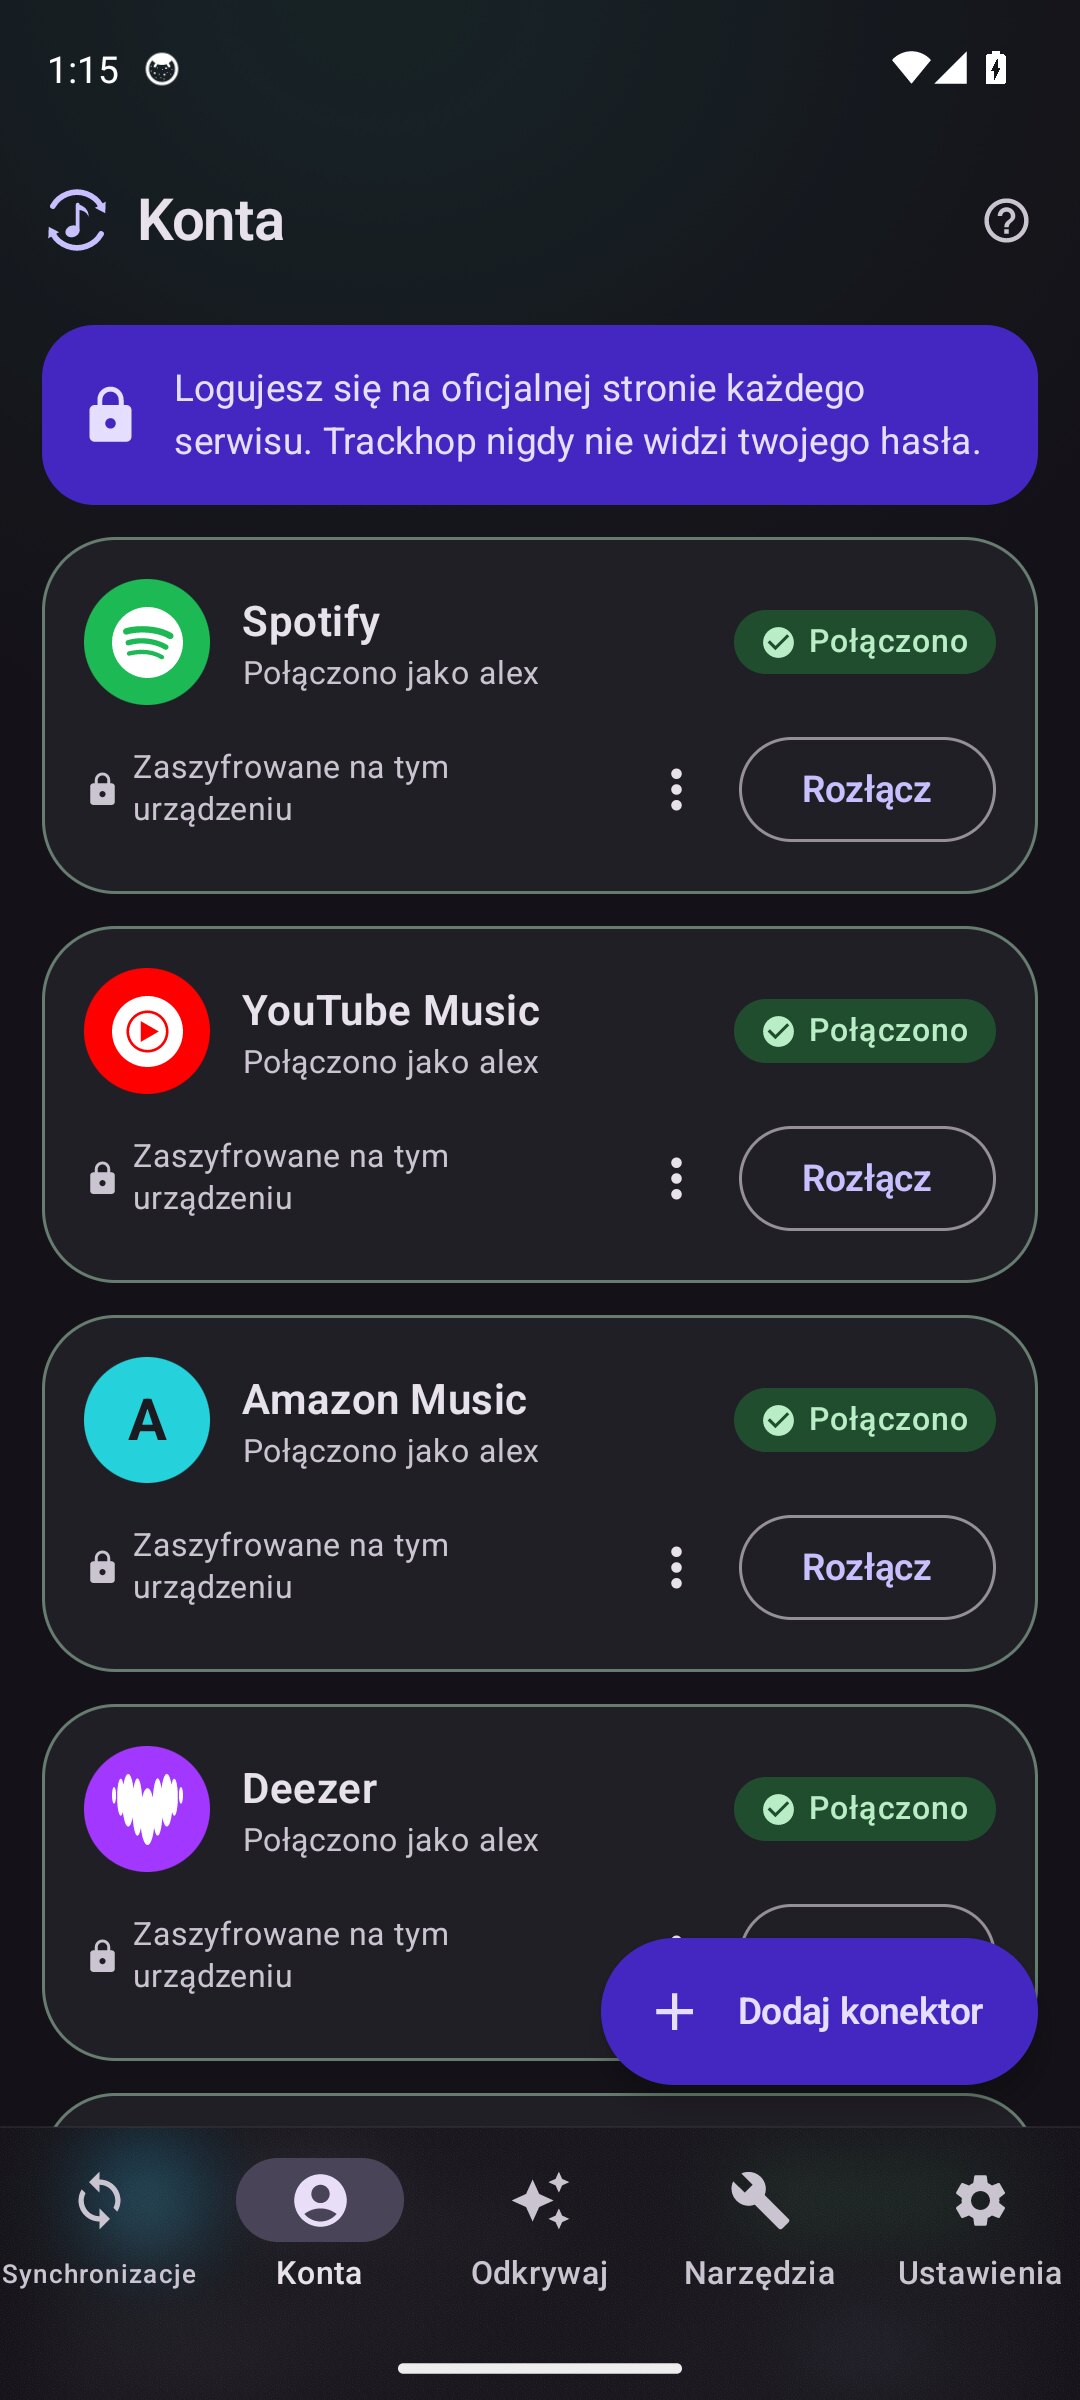 1:15
Konta
Logujesz się na oficjalnej stronie każdego
serwisu. Trackhop nigdy nie widzi twojego hasła.
Spotify
Połączono jako alex
Połączono
Zaszyfrowane na tym
urządzeniu
Rozłącz
YouTube Music
Połączono jako alex
Połączono
Zaszyfrowane na tym
urządzeniu
Rozłącz
A
Amazon Music
Połączono jako alex
Połączono
Zaszyfrowane na tym
urządzeniu
Rozłącz
Deezer
Połączono jako alex
Połączono
Zaszyfrowane na tym
urządzeniu
Dodaj konektor
Synchronizacje
Konta
Odkrywaj
Narzędzia
Ustawienia